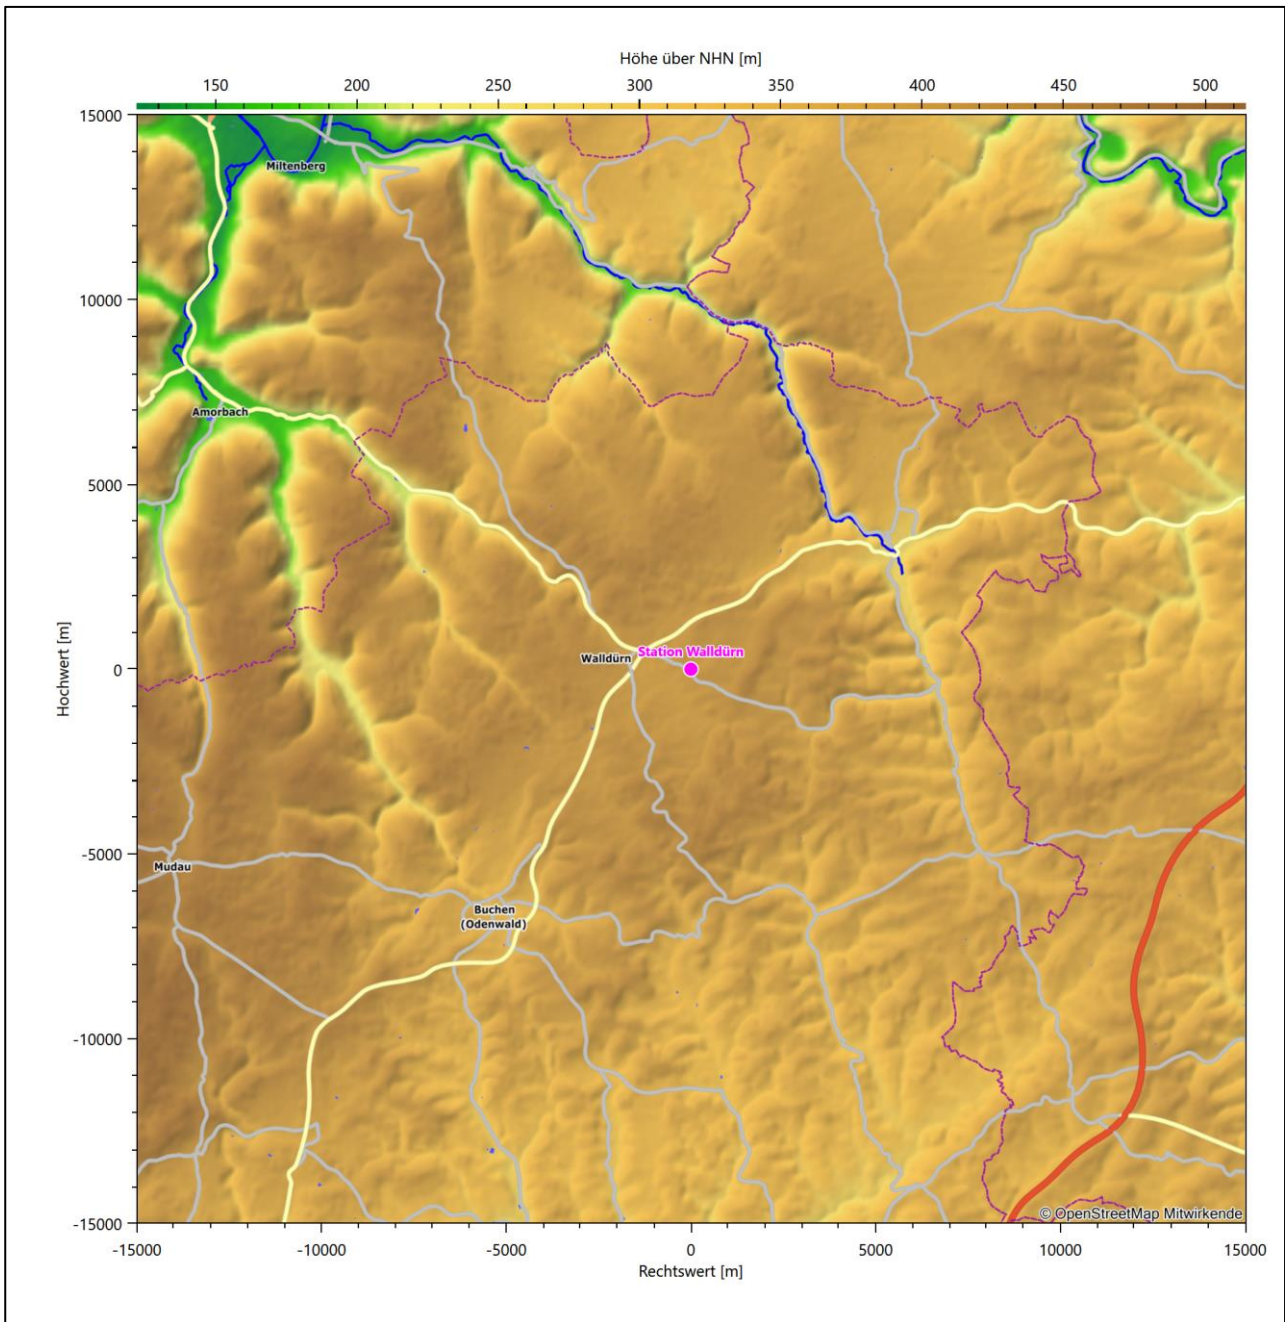 Höhe über NHN [m]
150 200 250 300 350 400 450 500
15000
Miltenberg
10000
Amorbach
5000
Hochwert [m]
0
Walldürn
Station Walldürn
-5000
Mudau
Buchen
(Odenwald)
-10000
-15000
© OpenStreetMap Mitwirkende
-15000 -10000 -5000 0 5000 10000 15000
Rechtswert [m]